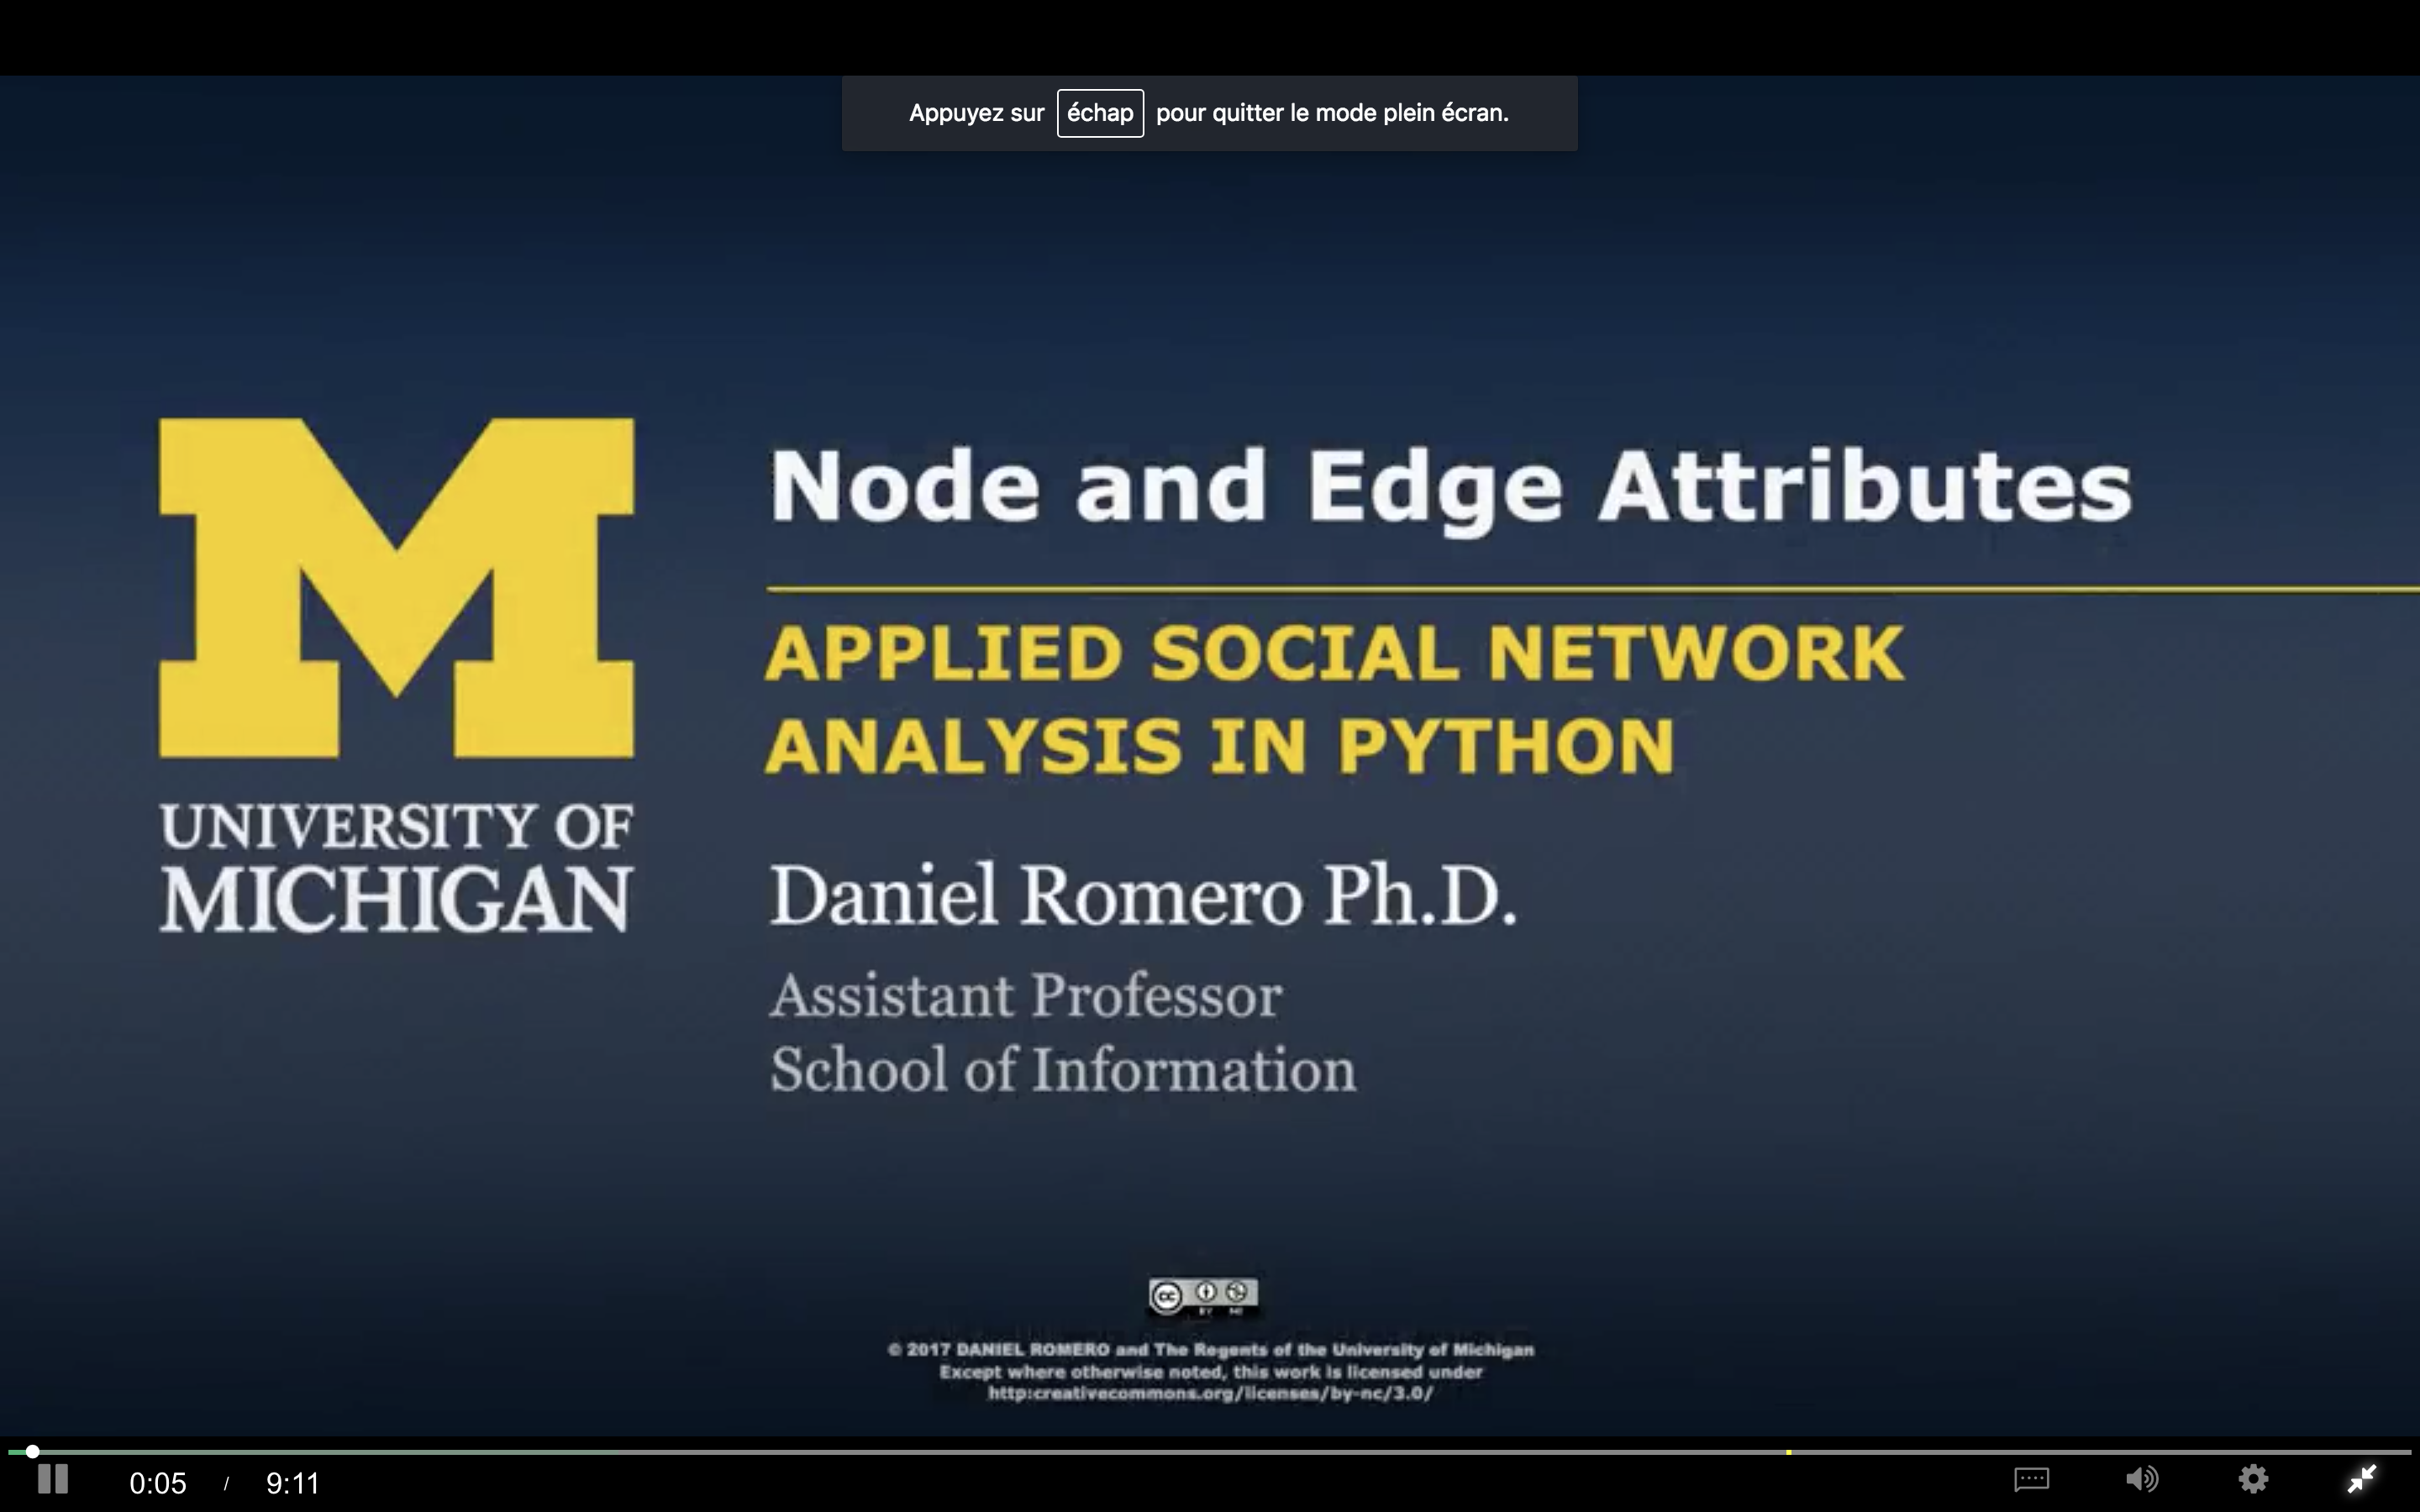 Appuyez sur échap pour quitter le mode plein écran.
Node and Edge Attributes
APPLIED SOCIAL NETWORK
ANALYSIS IN PYTHON
M
UNIVERSITY OF
MICHIGAN
Daniel Romero Ph.D.
Assistant Professor
School of Information
cc BY NC
© 2017 DANIEL ROMERO and The Regents of the University of Michigan
Except where otherwise noted, this work is licensed under
http:creativecommons.org/licenses/by-nc/3.0/
0:05 / 9:11